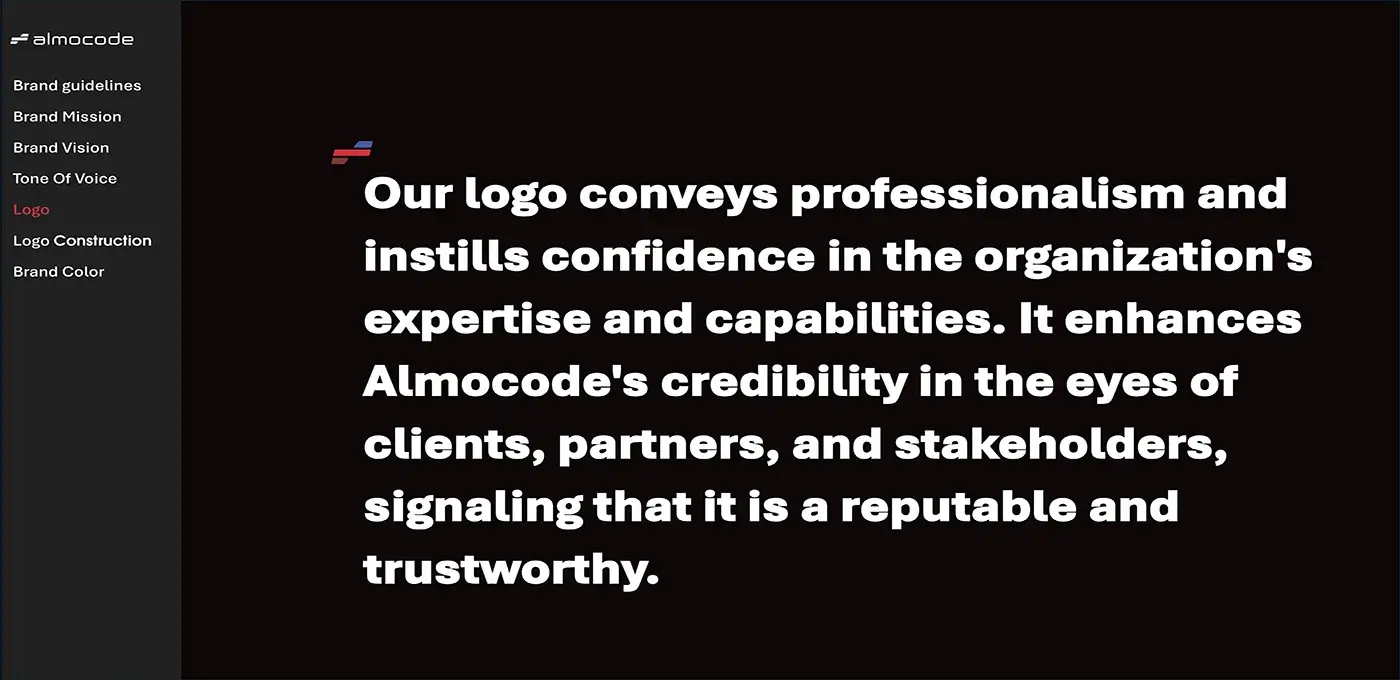 almocode
Brand guidelines
Brand Mission
Brand Vision
Tone Of Voice
Logo
Logo Construction
Brand Color
Our logo conveys professionalism and
instills confidence in the organization's
expertise and capabilities. It enhances
Almocode's credibility in the eyes of
clients, partners, and stakeholders,
signaling that it is a reputable and
trustworthy.